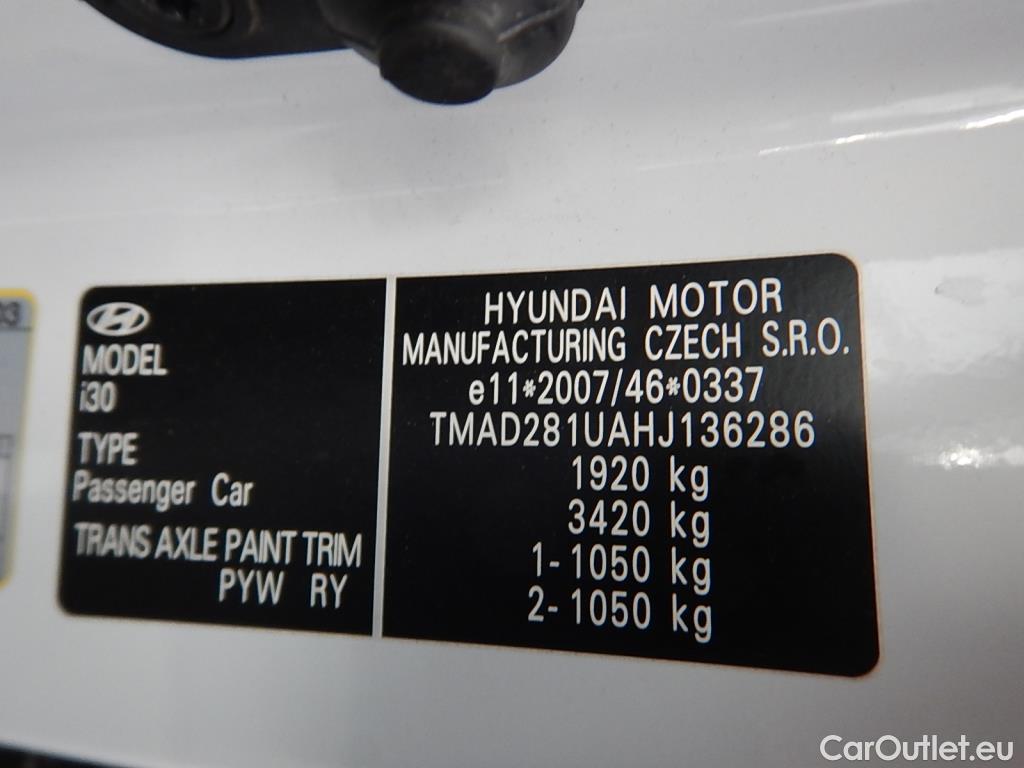 03
MODEL
i30
TYPE
Passenger Car
TRANS AXLE PAINT TRIM
PYW RY
HYUNDAI MOTOR
MANUFACTURING CZECH S.R.O.
e11*2007/46*0337
TMAD281UAHJ136286
1920 kg
3420 kg
1- 1050 kg
2- 1050 kg
CarOutlet.eu